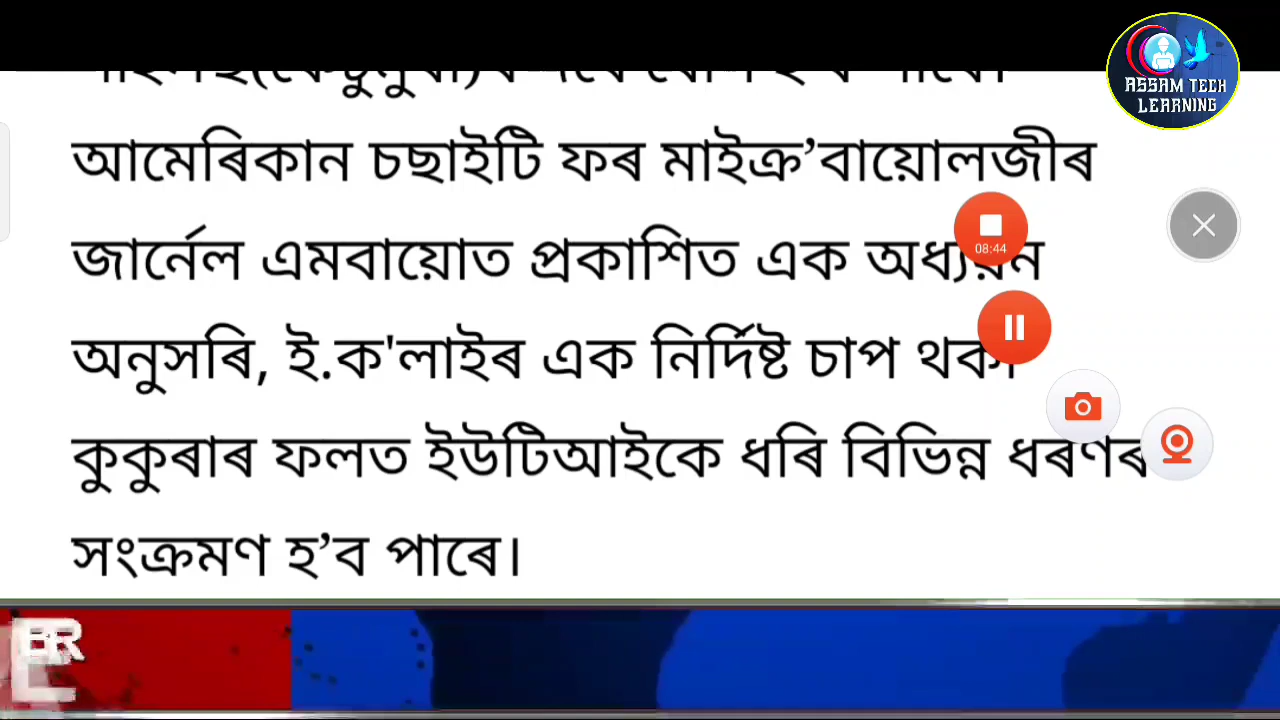 ASSAM TECH
LEARNING
আমেৰিকান চছাইটি ফৰ মাইক্ৰ’বায়োলজীৰ
জাৰ্নেল এমবায়োত প্ৰকাশিত এক অধ্যয়ন
08:44
অনুসৰি, ই.ক'লাইৰ এক নিৰ্দিষ্ট চাপ থকা
কুকুৰাৰ ফলত ইউটিআইকে ধৰি বিভিন্ন ধৰণৰ
সংক্ৰমণ হ’ব পাৰে।